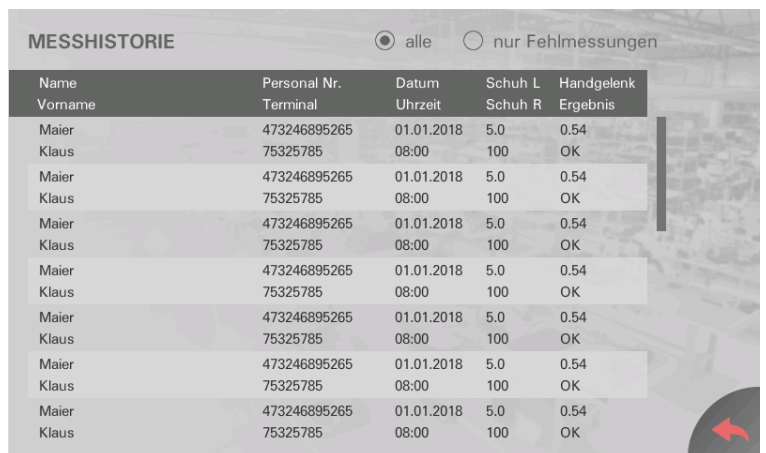 MESSHISTORIE alle nur Fehlmessungen
Name Personal Nr. Datum Schuh L Handgelenk
Vorname Terminal Uhrzeit Schuh R Ergebnis
Maier 473246895265 01.01.2018 5.0 0.54
Klaus 75325785 08:00 100 OK
Maier 473246895265 01.01.2018 5.0 0.54
Klaus 75325785 08:00 100 OK
Maier 473246895265 01.01.2018 5.0 0.54
Klaus 75325785 08:00 100 OK
Maier 473246895265 01.01.2018 5.0 0.54
Klaus 75325785 08:00 100 OK
Maier 473246895265 01.01.2018 5.0 0.54
Klaus 75325785 08:00 100 OK
Maier 473246895265 01.01.2018 5.0 0.54
Klaus 75325785 08:00 100 OK
Maier 473246895265 01.01.2018 5.0 0.54
Klaus 75325785 08:00 100 OK